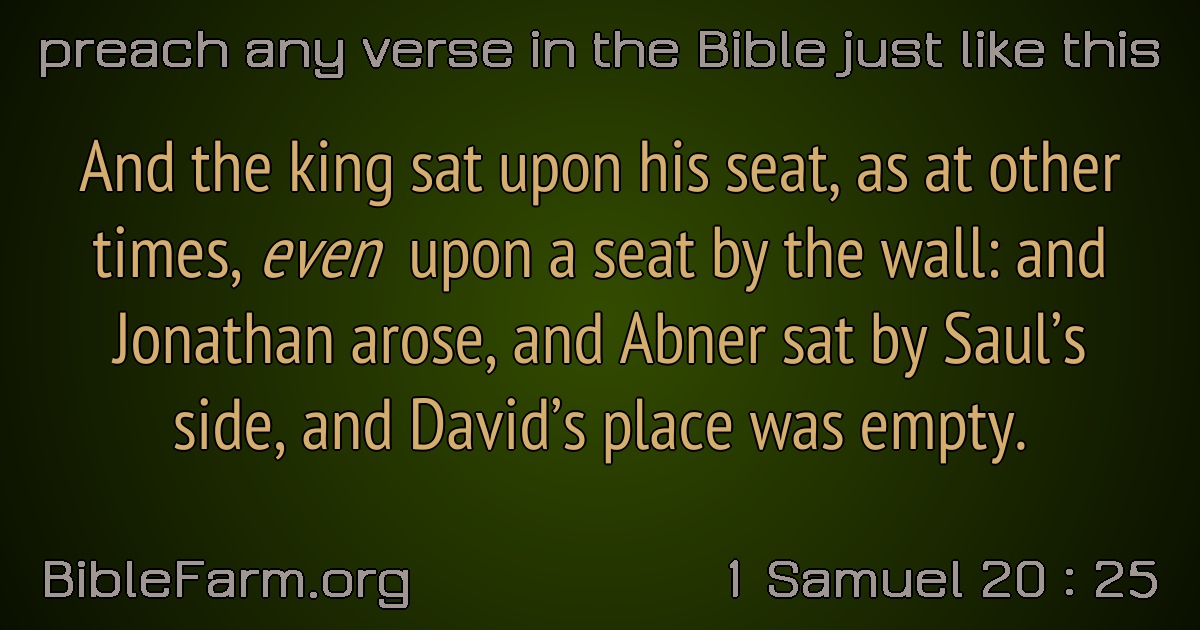 preach any verse in the Bible just like this
And the king sat upon his seat, as at other
times, even upon a seat by the wall: and
Jonathan arose, and Abner sat by Saul’s
side, and David’s place was empty.
BibleFarm.org
1 Samuel 20 : 25